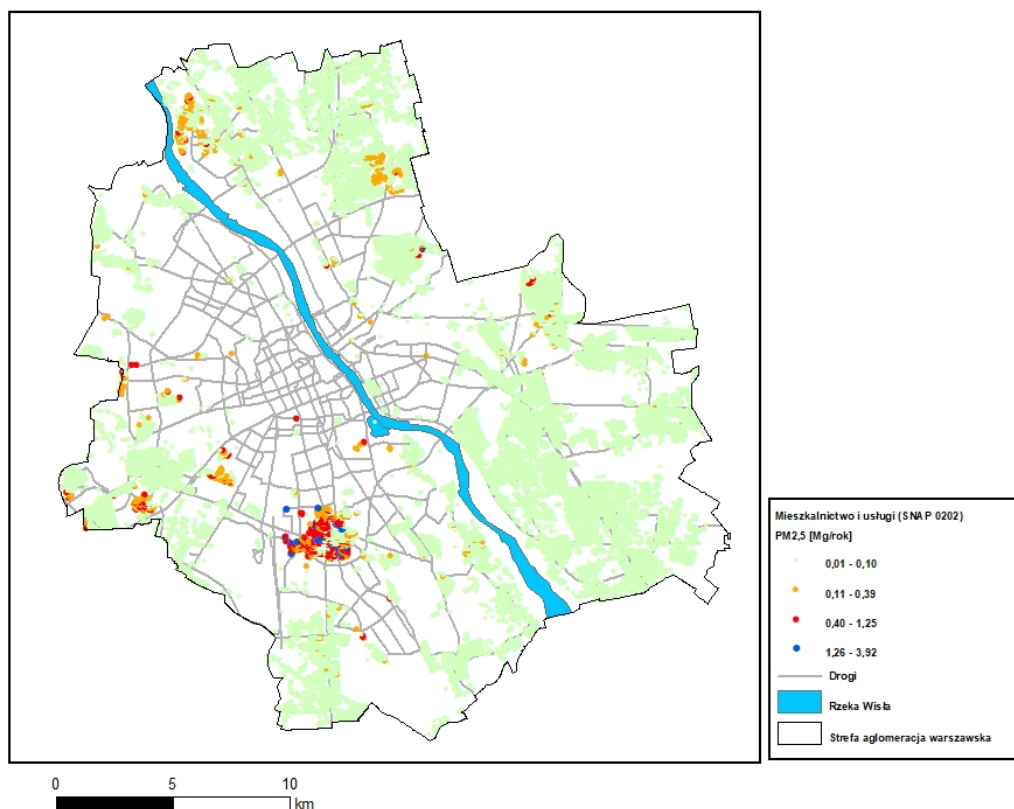 Mieszkalnictwo i usługi (SNAP 0202)
PM2,5 [Mg/rok]
0,01 - 0,10
0,11 - 0,39
0,40 - 1,25
1,26 - 3,92
Drogi
Rzeka Wisła
Strefa aglomeracja warszawska
0 5 10
km